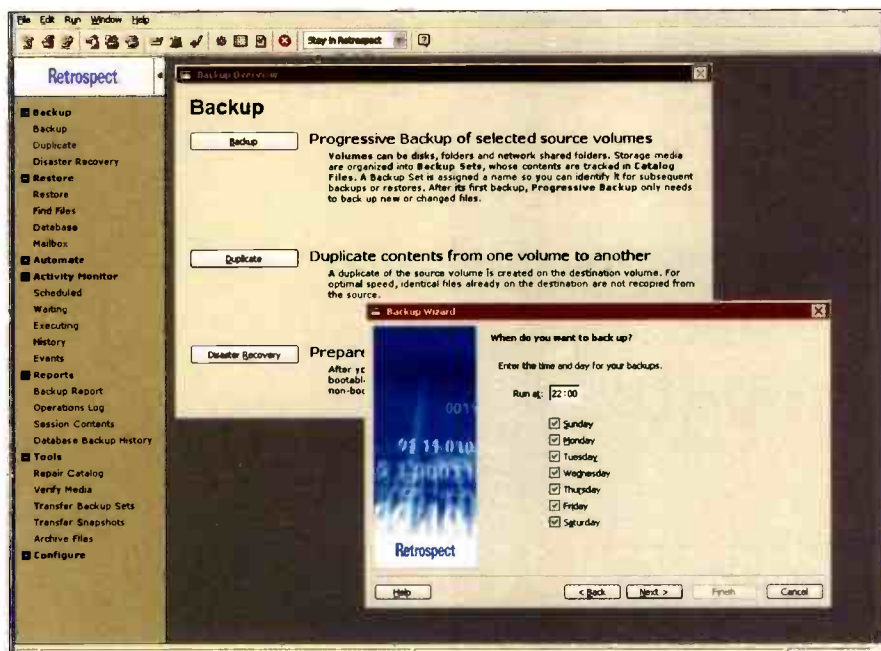 File Edit Run Window Help
Stay in Retrospect
Retrospect
Backup
Backup
Duplicate
Disaster Recovery
Restore
Restore
Find Files
Database
Mailbox
Automate
Activity Monitor
Scheduled
Waiting
Executing
History
Events
Reports
Backup Report
Operations Log
Session Contents
Database Backup History
Tools
Repair Catalog
Verify Media
Transfer Backup Sets
Transfer Snapshots
Archive Files
Configure
Backup Overview
Backup
Backup
Progressive Backup of selected source volumes
Volumes can be disks, folders and network shared folders. Storage media
are organized into Backup Sets, whose contents are tracked in Catalog
Files. A Backup Set is assigned a name so you can identify it for subsequent
backups or restores. After its first backup, Progressive Backup only needs
to back up new or changed files.
Duplicate
Duplicate contents from one volume to another
A duplicate of the source volume is created on the destination volume. For
optimal speed, identical files already on the destination are not recopied from
the source.
Disaster Recovery
Prepare
After
Backup Wizard
When do you want to back up?
Enter the time and day for your backups.
Run at: 22:00
Sunday
Monday
Tuesday
Wednesday
Thursday
Friday
Saturday
Retrospect
Help
< Back
Next >
Finish
Cancel